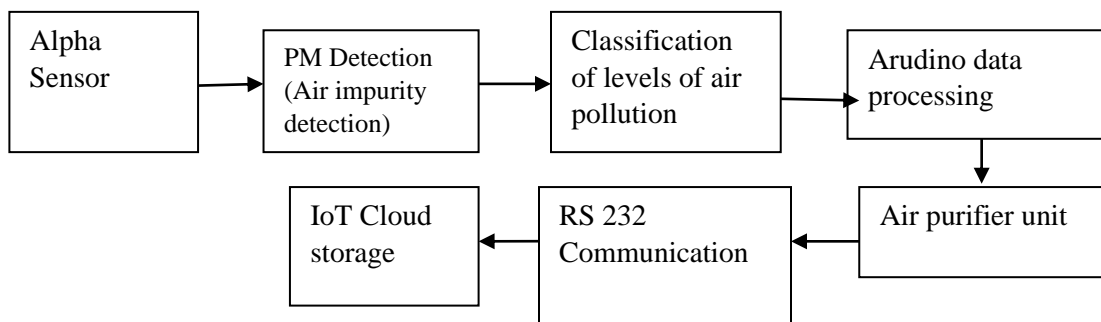 Alpha
Sensor
PM Detection
(Air impurity
detection)
Classification
of levels of air
pollution
Arudino data
processing
Air purifier unit
RS 232
Communication
IoT Cloud
storage